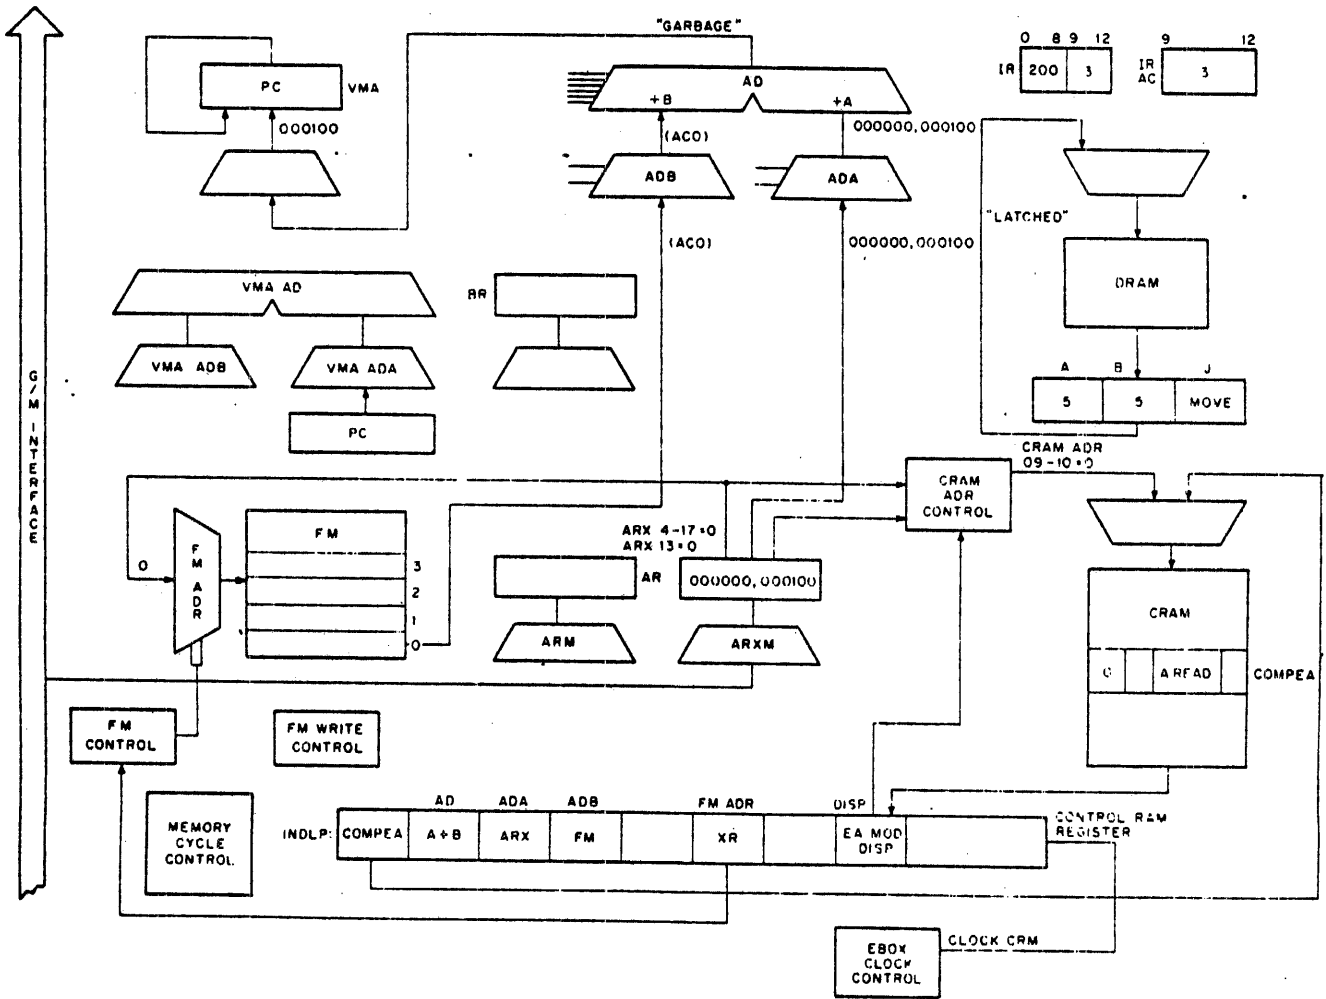 "GARBAGE"
0 8 9 12
IR 200 3
9 12
IR AC 3
PC VMA
000100
AD
+B +A
(AC0)
000000,000100
ADB
ADA
"LATCHED"
(AC0)
000000,000100
DRAM
VMA AD
BR
VMA ADB
VMA ADA
PC
A B J
5 5 MOVE
G/M INTERFACE
CRAM ADR
09-10=0
CRAM
ADR
CONTROL
FM
FM ADR
0
3
2
1
0
ARX 4-17=0
ARX 13=0
AR
000000,000100
ARM
ARXM
CRAM
0 A READ
COMPEA
FM
CONTROL
FM WRITE
CONTROL
MEMORY
CYCLE
CONTROL
AD ADA ADB FM ADR DISP
INDLP: COMPEA A+B ARX FM XR EA MOD DISP
CONTROL RAM
REGISTER
EBOX
CLOCK
CONTROL
CLOCK CRM